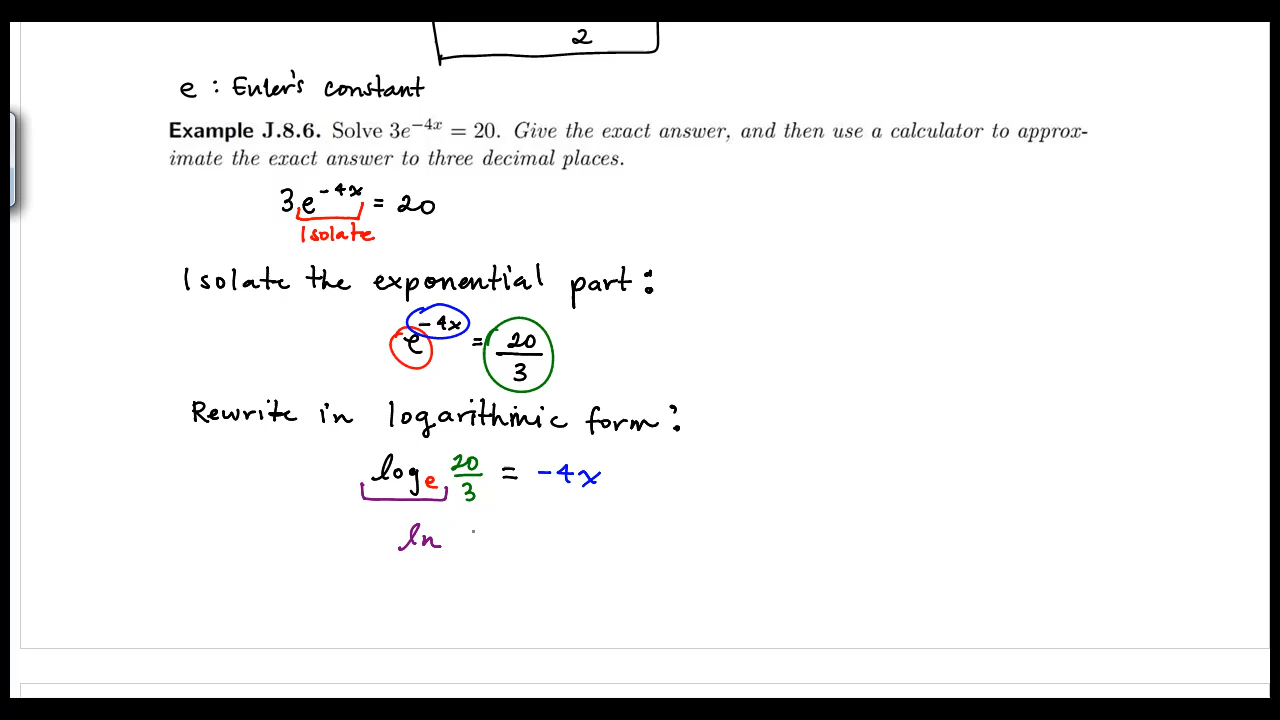 2
e : Euler's constant
Example J.8.6. Solve 3e^{-4x} = 20. Give the exact answer, and then use a calculator to approx-
imate the exact answer to three decimal places.
3e^{-4x} = 20
Isolate
Isolate the exponential part:
e^{-4x} = 20/3
Rewrite in logarithmic form:
log_e 20/3 = -4x
ln